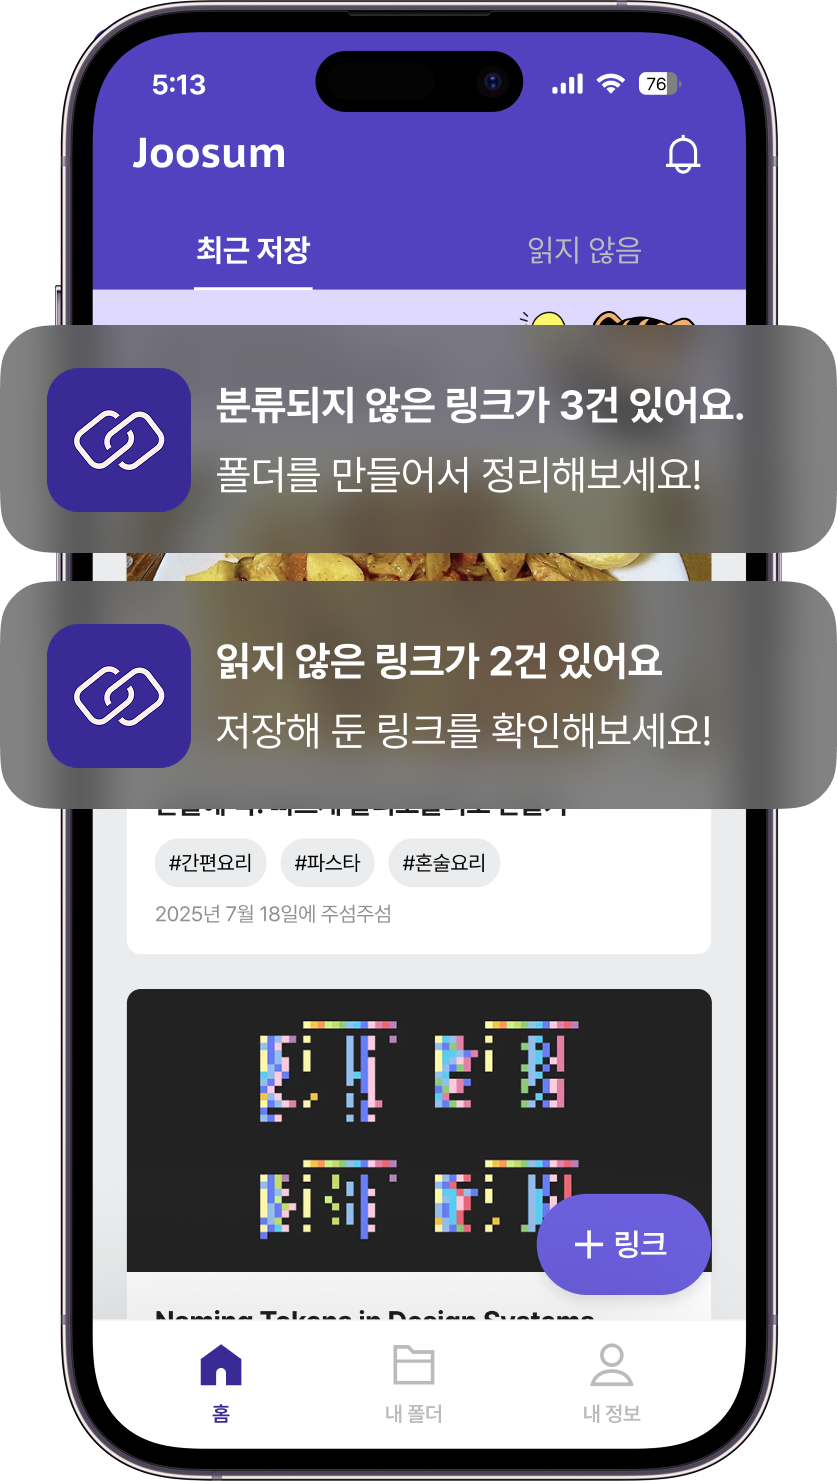 5:13
76
Joosum
최근 저장
읽지 않음
분류되지 않은 링크가 3건 있어요.
폴더를 만들어서 정리해보세요!
읽지 않은 링크가 2건 있어요
저장해 둔 링크를 확인해보세요!
#간편요리
#파스타
#혼술요리
2025년 7월 18일에 주섬주섬
+ 링크
Naming Tokens in Design Systems
홈
내 폴더
내 정보